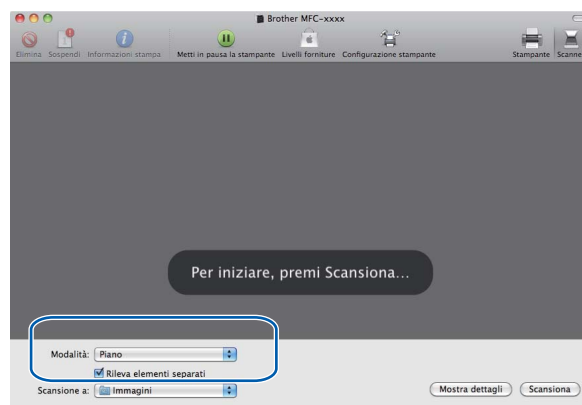 Brother MFC-xxxx
Elimina Sospendi Informazioni stampa Metti in pausa la stampante Livelli forniture Configurazione stampante Stampante
Per iniziare, premi Scansiona...
Modalità: Piano
Rileva elementi separati
Scansione a: Immagini Mostra dettagli Scansiona